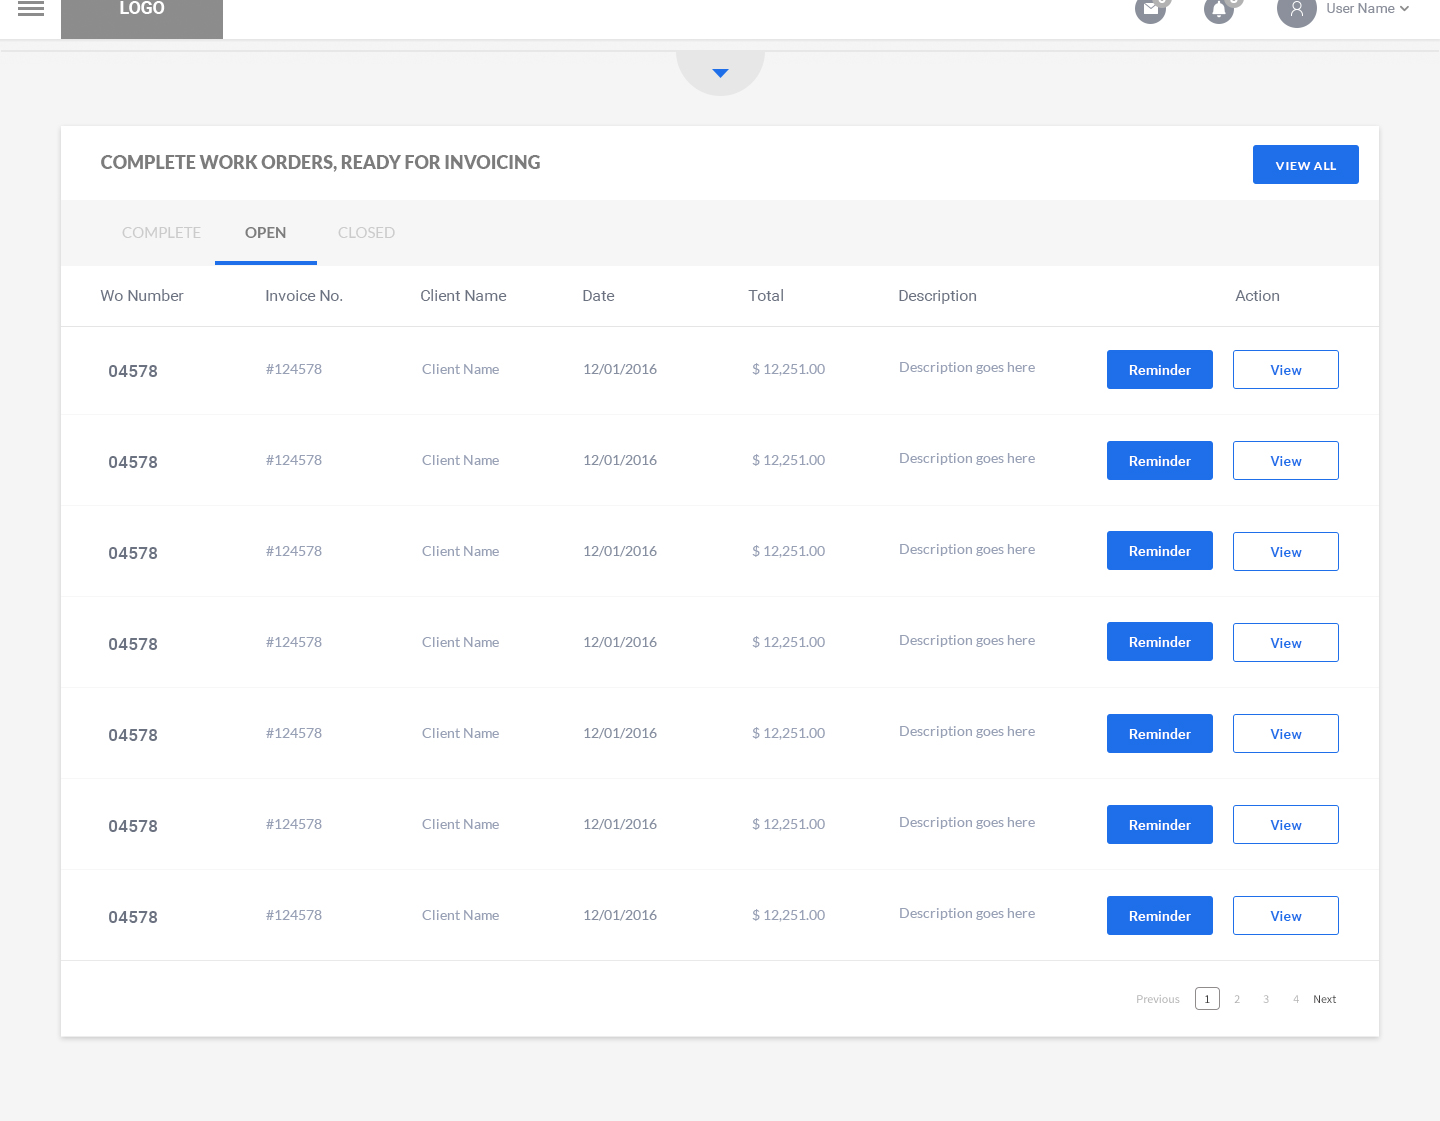 LOGO
User Name
COMPLETE WORK ORDERS, READY FOR INVOICING
VIEW ALL
COMPLETE OPEN CLOSED
Wo Number Invoice No. Client Name Date Total Description Action
04578 #124578 Client Name 12/01/2016 $ 12,251.00 Description goes here Reminder View
04578 #124578 Client Name 12/01/2016 $ 12,251.00 Description goes here Reminder View
04578 #124578 Client Name 12/01/2016 $ 12,251.00 Description goes here Reminder View
04578 #124578 Client Name 12/01/2016 $ 12,251.00 Description goes here Reminder View
04578 #124578 Client Name 12/01/2016 $ 12,251.00 Description goes here Reminder View
04578 #124578 Client Name 12/01/2016 $ 12,251.00 Description goes here Reminder View
04578 #124578 Client Name 12/01/2016 $ 12,251.00 Description goes here Reminder View
Previous 1 2 3 4 Next